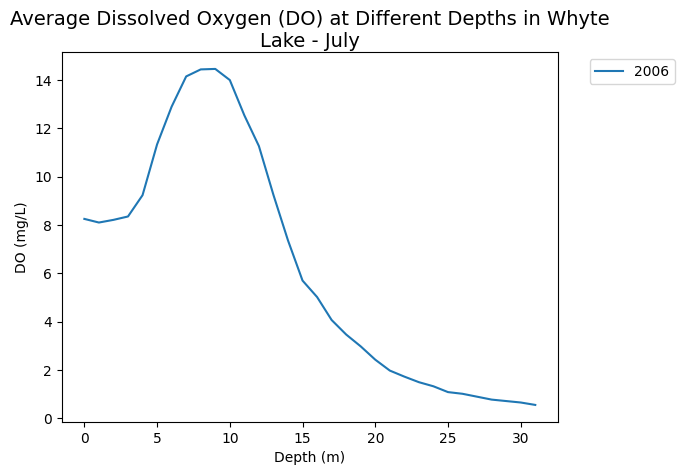 Average Dissolved Oxygen (DO) at Different Depths in Whyte
Lake - July
2006
DO (mg/L)
14
12
10
8
6
4
2
0
0 5 10 15 20 25 30
Depth (m)